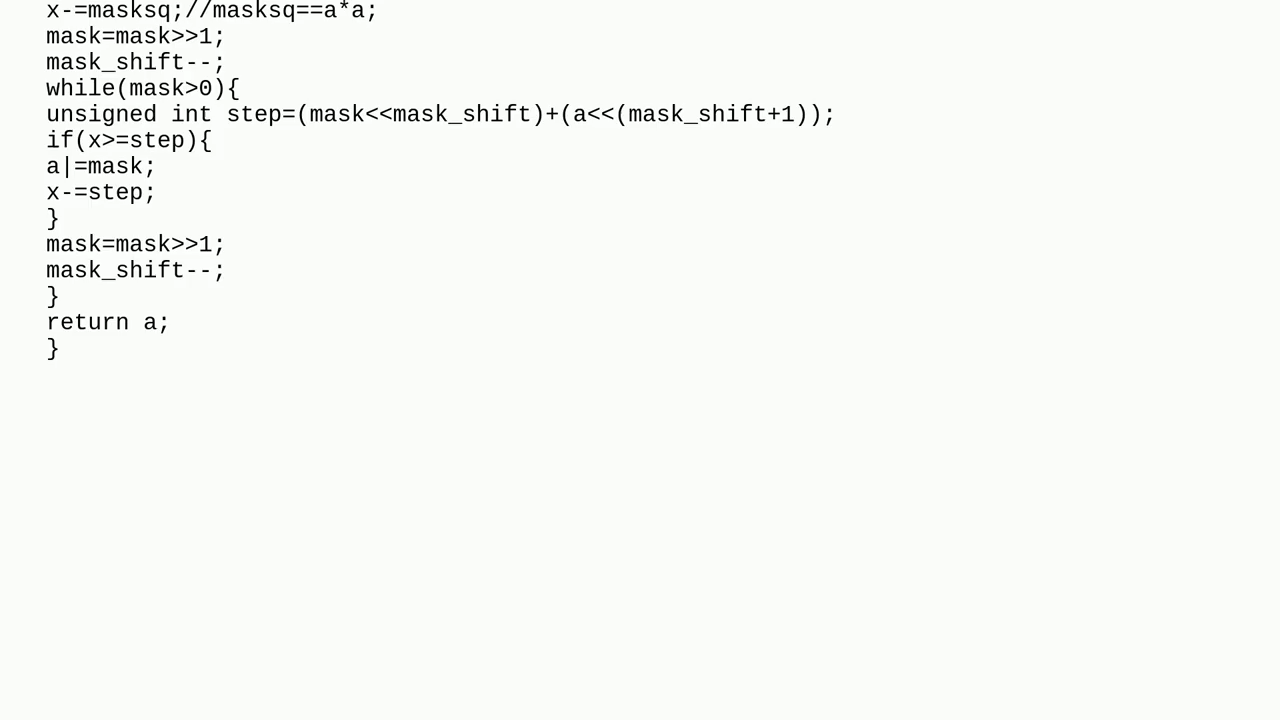 x-=masksq;//masksq==a*a;
mask=mask>>1;
mask_shift--;
while(mask>0){
unsigned int step=(mask<<mask_shift)+(a<<(mask_shift+1));
if(x>=step){
a|=mask;
x-=step;
}
mask=mask>>1;
mask_shift--;
}
return a;
}